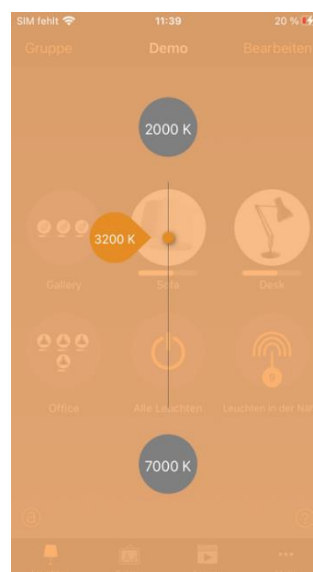 SIM fehlt 11:39 20 %
Gruppe Demo Bearbeiten
2000 K
3200 K
Gallery Sofa Desk
Office Alle Leuchten Leuchten in der Nä
7000 K